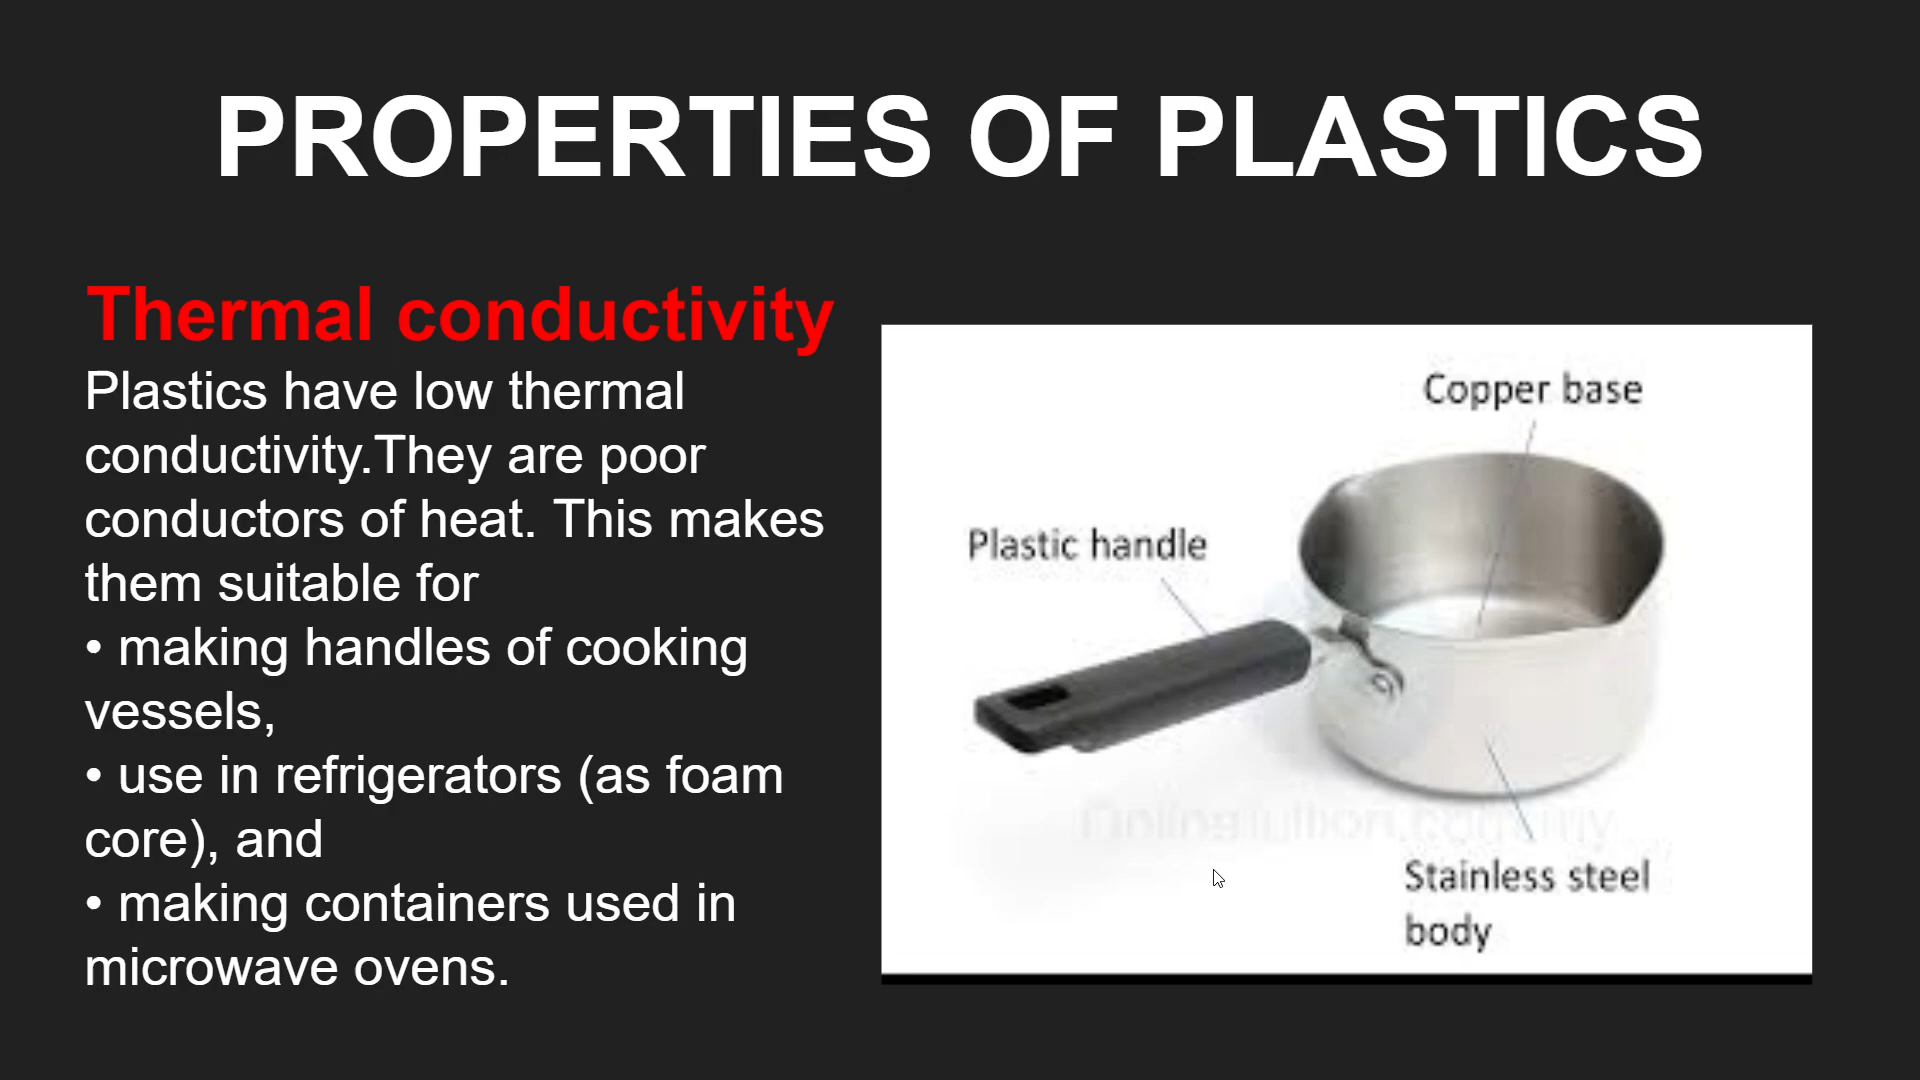 PROPERTIES OF PLASTICS
Thermal conductivity
Plastics have low thermal
conductivity.They are poor
conductors of heat. This makes
them suitable for
• making handles of cooking
vessels,
• use in refrigerators (as foam
core), and
• making containers used in
microwave ovens.
Copper base
Plastic handle
Stainless steel
body